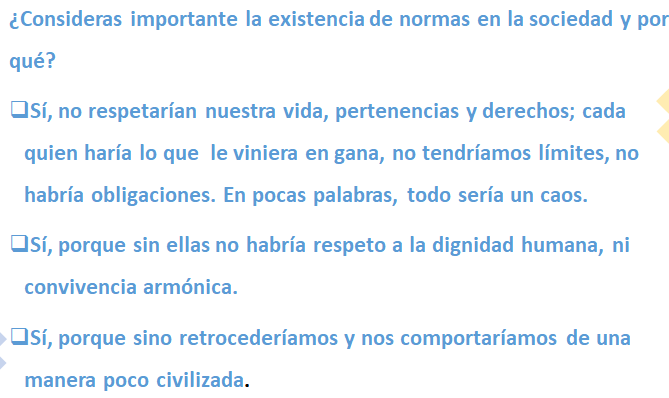 ¿Consideras importante la existencia de normas en la sociedad y por
qué?
❑Sí, no respetarían nuestra vida, pertenencias y derechos; cada
quien haría lo que le viniera en gana, no tendríamos límites, no
habría obligaciones. En pocas palabras, todo sería un caos.
❑Sí, porque sin ellas no habría respeto a la dignidad humana, ni
convivencia armónica.
❑Sí, porque sino retrocederíamos y nos comportaríamos de una
manera poco civilizada.